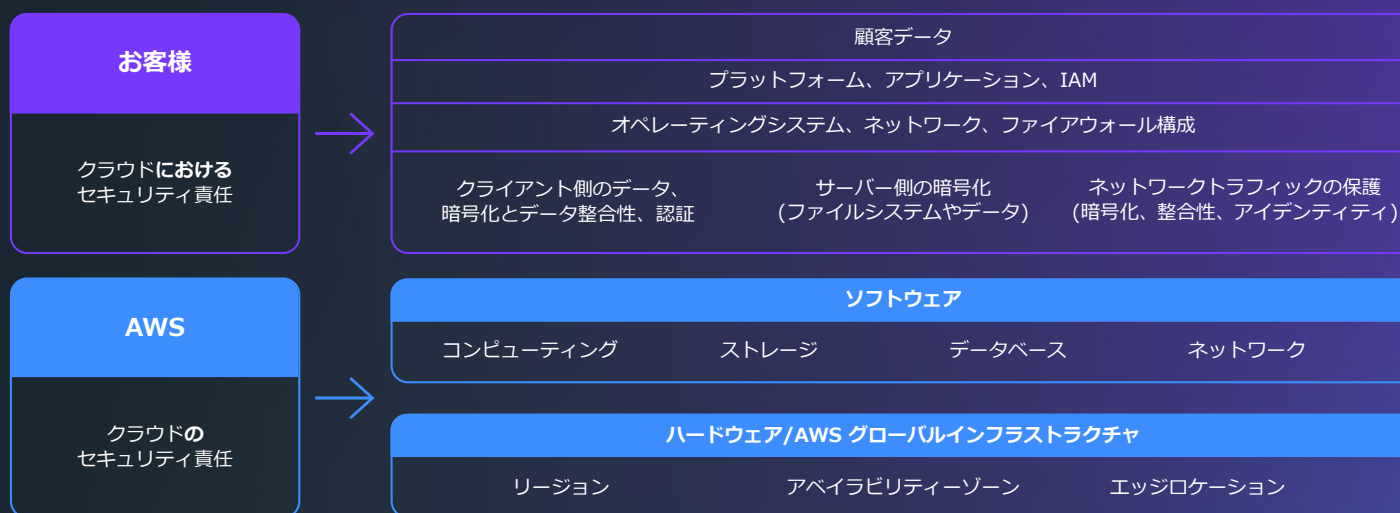 お客様
クラウドにおける
セキュリティ責任
顧客データ
プラットフォーム、アプリケーション、IAM
オペレーティングシステム、ネットワーク、ファイアウォール構成
クライアント側のデータ、
暗号化とデータ整合性、認証
サーバー側の暗号化
(ファイルシステムやデータ)
ネットワークトラフィックの保護
(暗号化、整合性、アイデンティティ)
AWS
クラウドの
セキュリティ責任
ソフトウェア
コンピューティング
ストレージ
データベース
ネットワーク
ハードウェア/AWS グローバルインフラストラクチャ
リージョン
アベイラビリティーゾーン
エッジロケーション